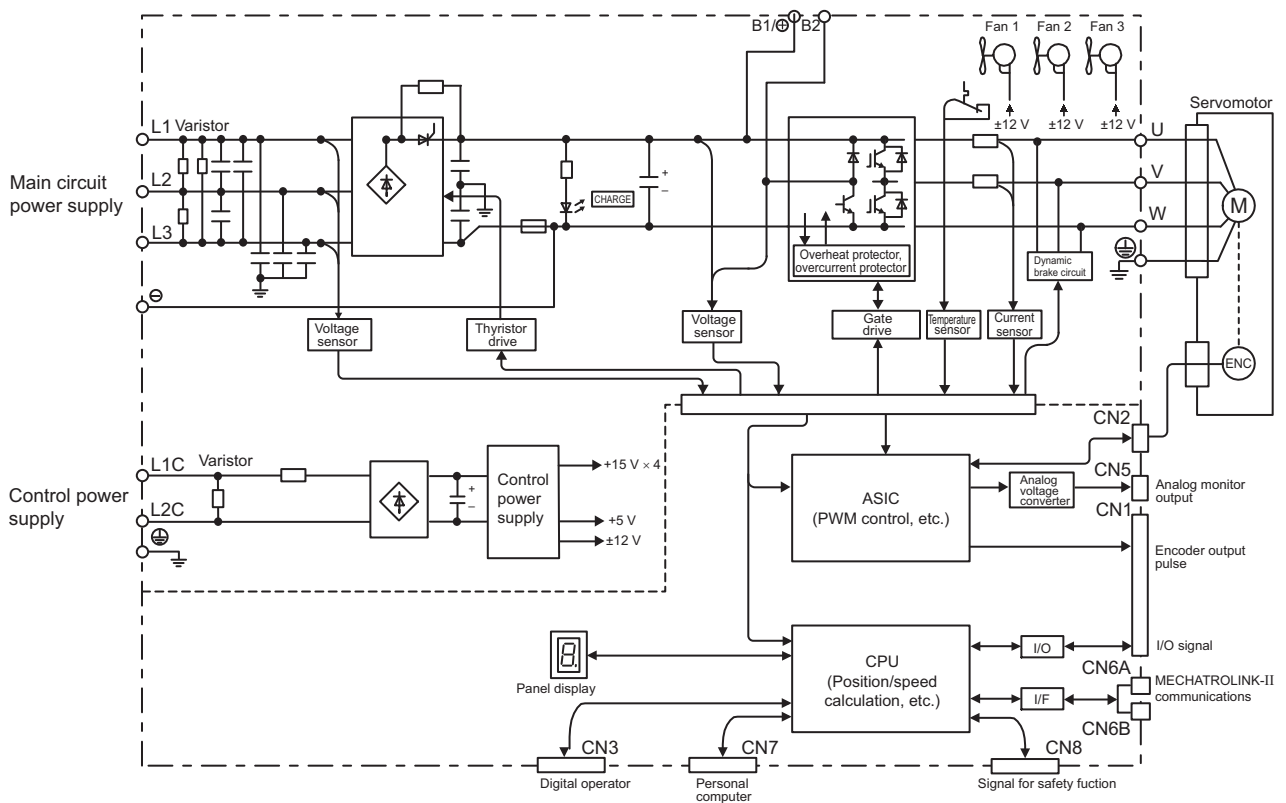 B1/⊕ B2
Fan 1 Fan 2 Fan 3
±12 V ±12 V ±12 V
Servomotor
Main circuit
power supply
L1 Varistor
L2
L3
⊖
+
–
CHARGE
U
V
W
M
Overheat protector,
overcurrent protector
Dynamic
brake circuit
Voltage
sensor
Thyristor
drive
Voltage
sensor
Gate
drive
Temperature
sensor
Current
sensor
ENC
Control power
supply
L1C
Varistor
L2C
+
–
Control
power
supply
+15 V × 4
+5 V
±12 V
ASIC
(PWM control, etc.)
Analog
voltage
converter
CN2
CN5
Analog monitor
output
CN1
Encoder output
pulse
I/O signal
Panel display
8.
CPU
(Position/speed
calculation, etc.)
I/O
I/F
CN6A
MECHATROLINK-II
communications
CN6B
CN3
Digital operator
CN7
Personal
computer
CN8
Signal for safety fuction